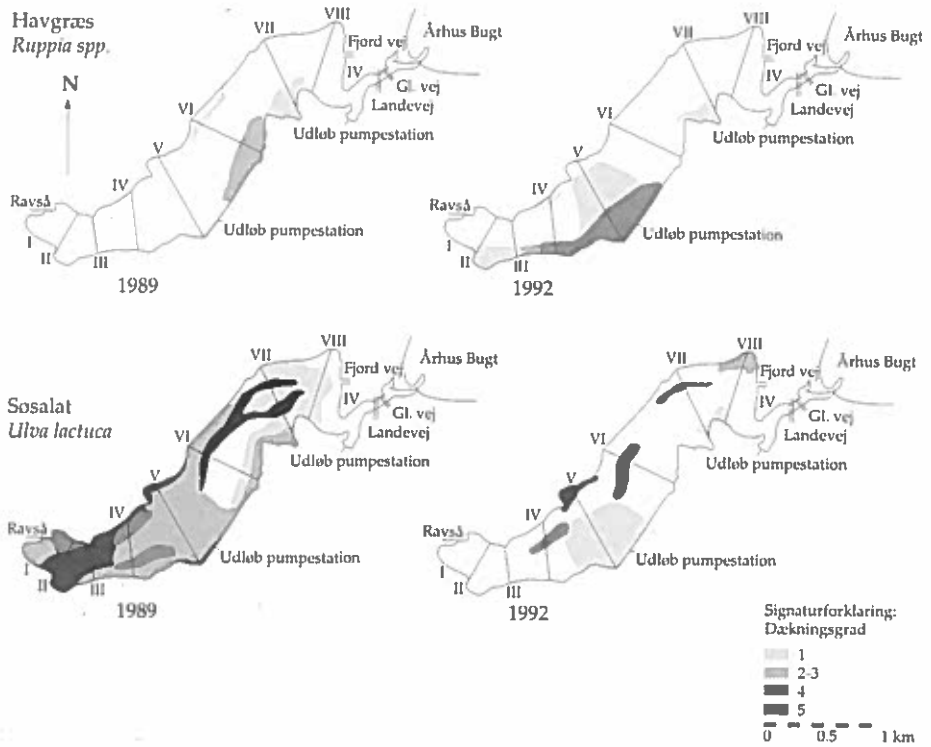 Havgræs
Ruppia spp.
N
VIII
VII
Århus Bugt
Fjord vej
IV
Gl. vej
Landevej
VI
Udløb pumpestation
V
IV
Ravså
I
II
III
Udløb pumpestation
1989
VIII
VII
Århus Bugt
Fjord vej
IV
Gl. vej
Landevej
VI
Udløb pumpestation
V
IV
Ravså
I
II
III
Udløb pumpestation
1992
Søsalat
Ulva lactuca
VIII
VII
Århus Bugt
Fjord vej
IV
Gl. vej
Landevej
VI
Udløb pumpestation
V
IV
Ravså
I
II
III
Udløb pumpestation
1989
VIII
VII
Århus Bugt
Fjord vej
IV
Gl. vej
Landevej
VI
Udløb pumpestation
V
IV
Ravså
I
II
III
Udløb pumpestation
1992
Signaturforklaring:
Dækningsgrad
1
2-3
4
5
0 0.5 1 km